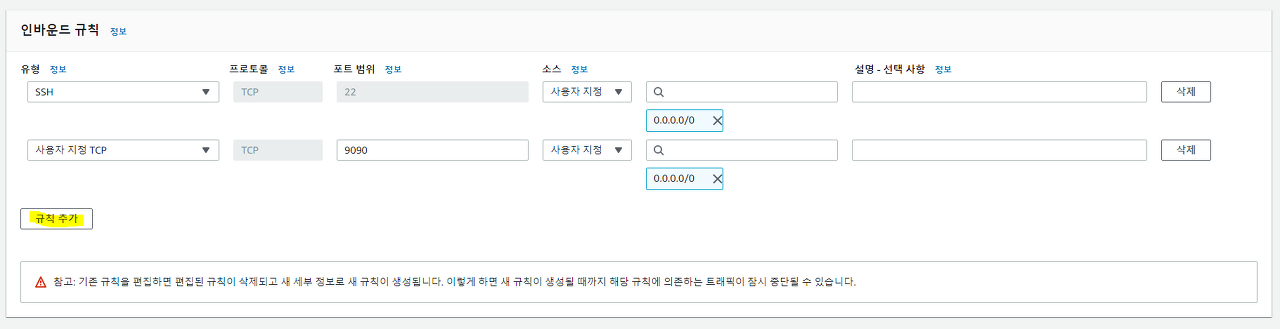 인바운드 규칙 정보
유형 정보 프로토콜 정보 포트 범위 정보 소스 정보 설명 - 선택 사항 정보
SSH TCP 22 사용자 지정 삭제
0.0.0.0/0
사용자 지정 TCP TCP 9090 사용자 지정 삭제
0.0.0.0/0
규칙 추가
참고: 기존 규칙을 편집하면 편집된 규칙이 삭제되고 새 세부 정보로 새 규칙이 생성됩니다. 이렇게 하면 새 규칙이 생성될 때까지 해당 규칙에 의존하는 트래픽이 잠시 중단될 수 있습니다.